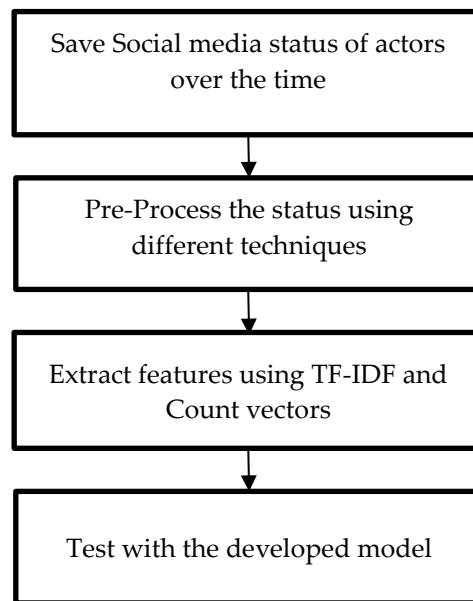 Save Social media status of actors
over the time
Pre-Process the status using
different techniques
Extract features using TF-IDF and
Count vectors
Test with the developed model